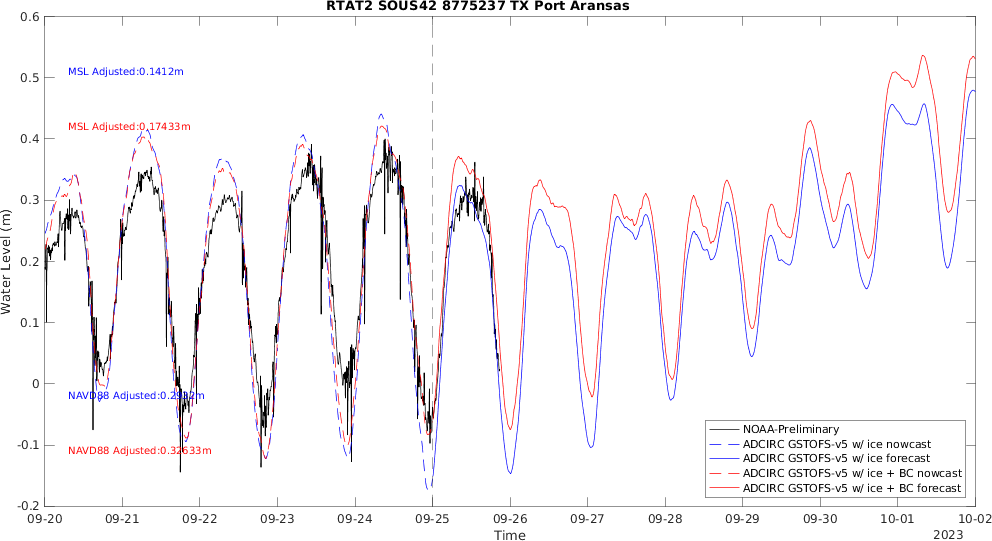 RTAT2 SOUS42 8775237 TX Port Aransas
0.6
0.5
0.4
0.3
0.2
0.1
0
-0.1
-0.2
Water Level (m)
MSL Adjusted:0.1412m
MSL Adjusted:0.17433m
NAVD88 Adjusted:0.2932m
NAVD88 Adjusted:0.32633m
NOAA-Preliminary
ADCIRC GSTOFS-v5 w/ ice nowcast
ADCIRC GSTOFS-v5 w/ ice forecast
ADCIRC GSTOFS-v5 w/ ice + BC nowcast
ADCIRC GSTOFS-v5 w/ ice + BC forecast
09-20 09-21 09-22 09-23 09-24 09-25 09-26 09-27 09-28 09-29 09-30 10-01 10-02
Time
2023